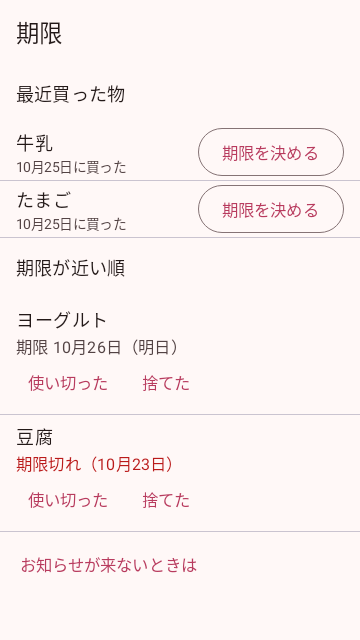 期限
最近買った物
牛乳
10月25日に買った
期限を決める
たまご
10月25日に買った
期限を決める
期限が近い順
ヨーグルト
期限 10月26日（明日）
使い切った 捨てた
豆腐
期限切れ（10月23日）
使い切った 捨てた
お知らせが来ないときは